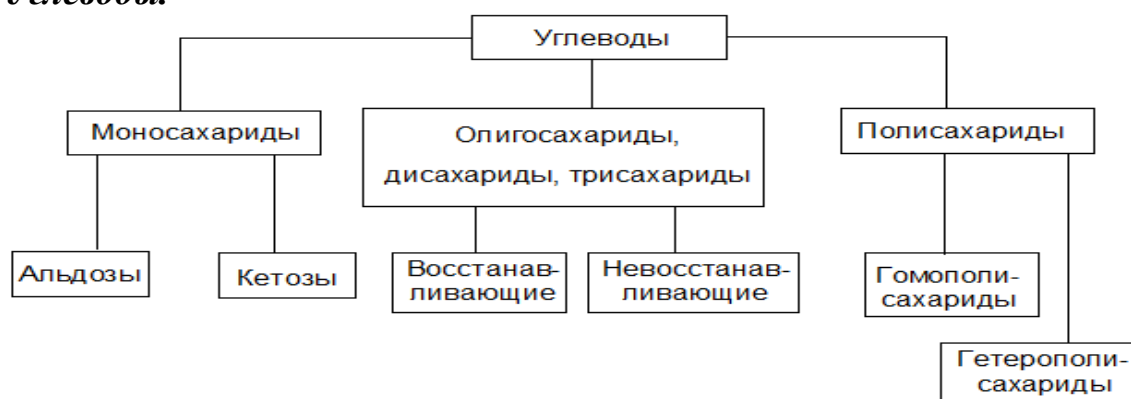 Углеводы
Моносахариды
Олигосахариды,
дисахариды, трисахариды
Полисахариды
Альдозы
Кетозы
Восстанав-
ливающие
Невосстанав-
ливающие
Гомополи-
сахариды
Гетерополи-
сахариды